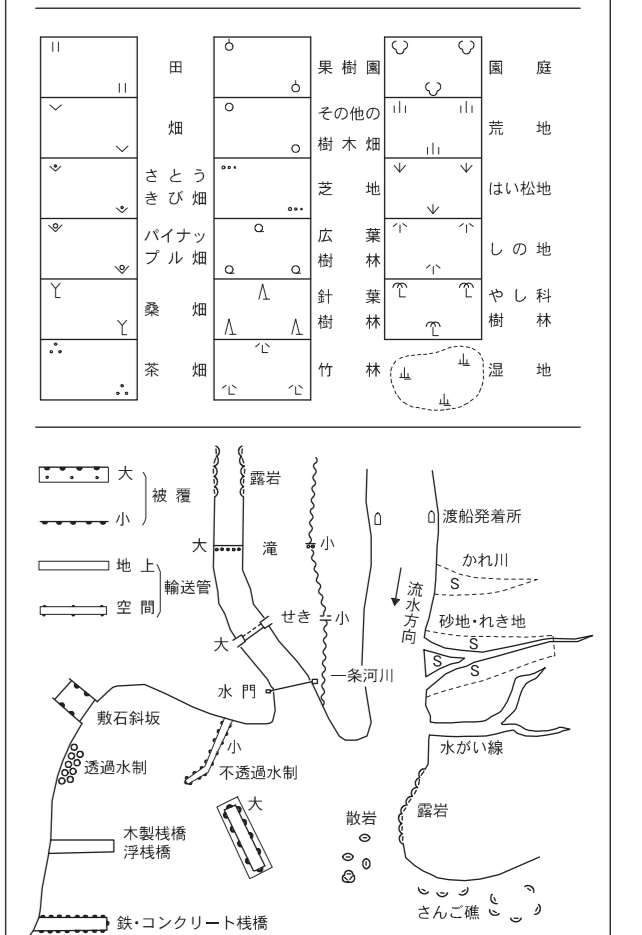 田
畑
さとう
きび畑
パイナッ
プル畑
桑畑
茶畑
果樹園
その他の
樹木畑
芝地
広葉
樹林
針葉
樹林
竹林
園庭
荒地
はい松地
しの地
やし科
樹林
湿地
大
小
被覆
地上
空間
輸送管
露岩
大
滝
小
せき
小
大
水門
一条河川
渡船発着所
かれ川
S
流水方向
砂地・れき地
S
S
水がい線
敷石斜坂
透過水制
小
不透過水制
大
木製桟橋
浮桟橋
散岩
露岩
さんご礁
鉄・コンクリート桟橋